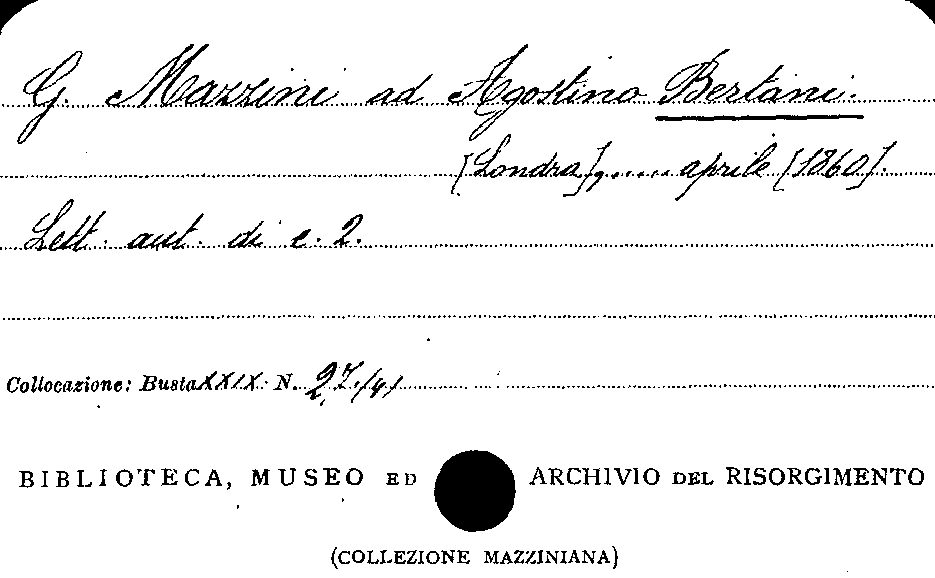 G. Mazzini ad Agostino Bertani.
[Londra], ...... aprile [1860].
Lett. aut. di c. 2.
Collocazione: Busta XXIX N. 27/41
BIBLIOTECA, MUSEO ED ARCHIVIO DEL RISORGIMENTO
(COLLEZIONE MAZZINIANA)